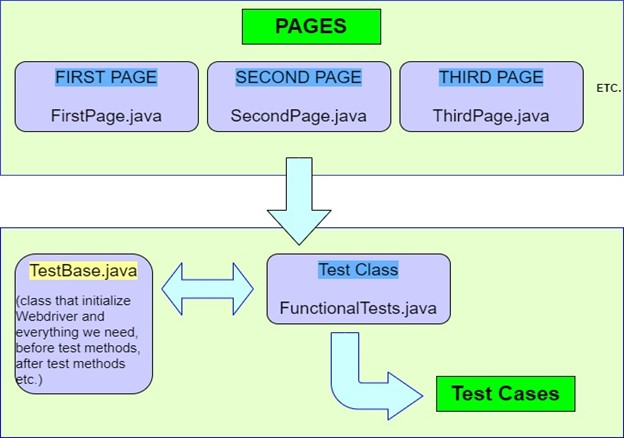 PAGES
FIRST PAGE
FirstPage.java
SECOND PAGE
SecondPage.java
THIRD PAGE
ThirdPage.java
ETC.
TestBase.java
(class that initialize
Webdriver and
everything we need,
before test methods,
after test methods
etc.)
Test Class
FunctionalTests.java
Test Cases